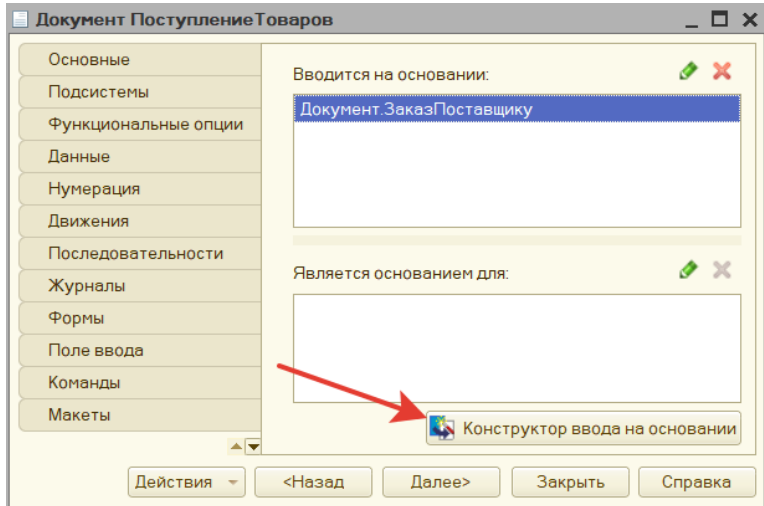 Документ ПоступлениеТоваров
Основные
Подсистемы
Функциональные опции
Данные
Нумерация
Движения
Последовательности
Журналы
Формы
Поле ввода
Команды
Макеты
Вводится на основании:
Документ.ЗаказПоставщику
Является основанием для:
Конструктор ввода на основании
Действия
<Назад
Далее>
Закрыть
Справка